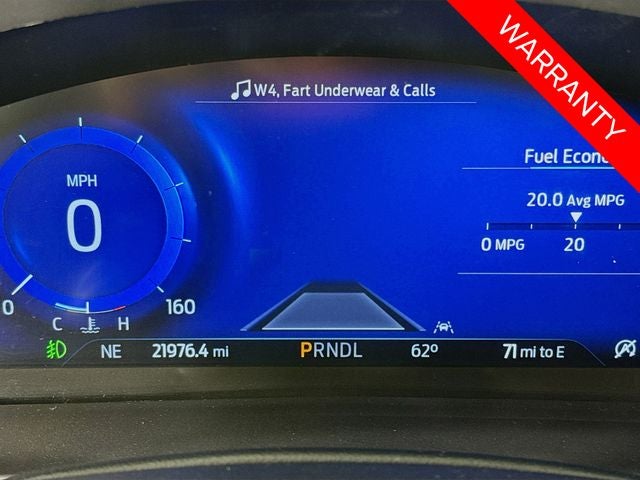 WARRANTY
W4, Fart Underwear & Calls
MPH
0
0
160
C H
Fuel Econ
20.0 Avg MPG
0 MPG 20
NE 21976.4 mi PRNDL 62° 71 mi to E